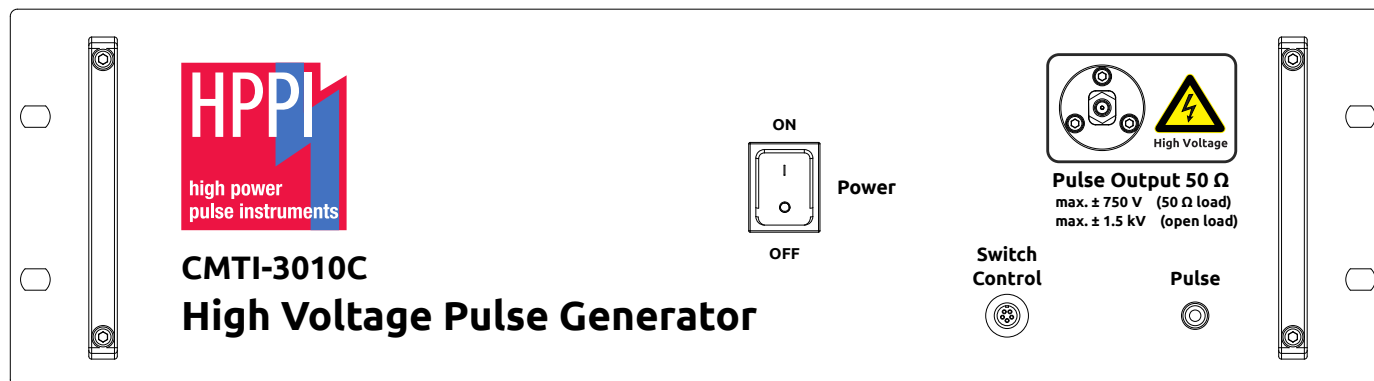 HPPI
high power
pulse instruments
CMTI-3010C
High Voltage Pulse Generator
ON
I
O
Power
OFF
High Voltage
Pulse Output 50 Ω
max. ± 750 V (50 Ω load)
max. ± 1.5 kV (open load)
Switch
Control
Pulse